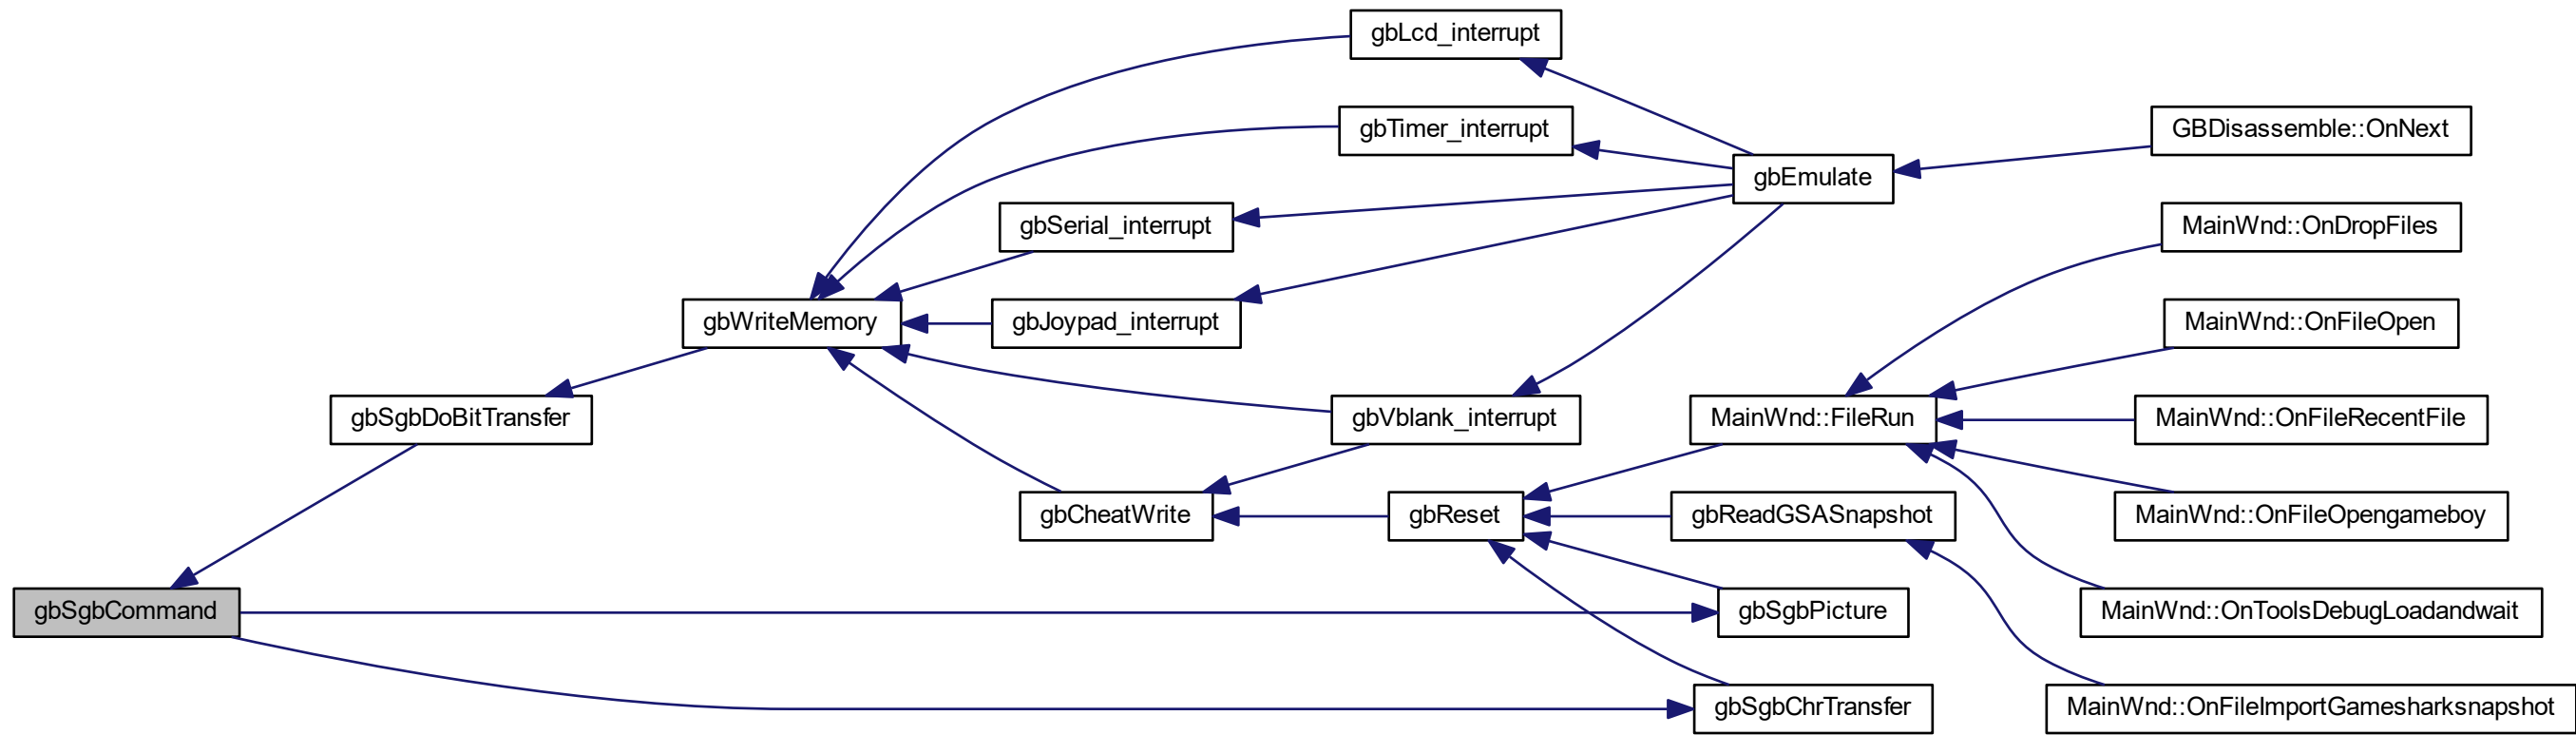 gbLcd_interrupt
gbTimer_interrupt
GBDisassemble::OnNext
gbEmulate
gbSerial_interrupt
MainWnd::OnDropFiles
gbWriteMemory
gbJoypad_interrupt
MainWnd::OnFileOpen
gbSgbDoBitTransfer
gbVblank_interrupt
MainWnd::FileRun
MainWnd::OnFileRecentFile
gbCheatWrite
gbReset
gbReadGSASnapshot
MainWnd::OnFileOpengameboy
gbSgbCommand
gbSgbPicture
MainWnd::OnToolsDebugLoadandwait
gbSgbChrTransfer
MainWnd::OnFileImportGamesharksnapshot